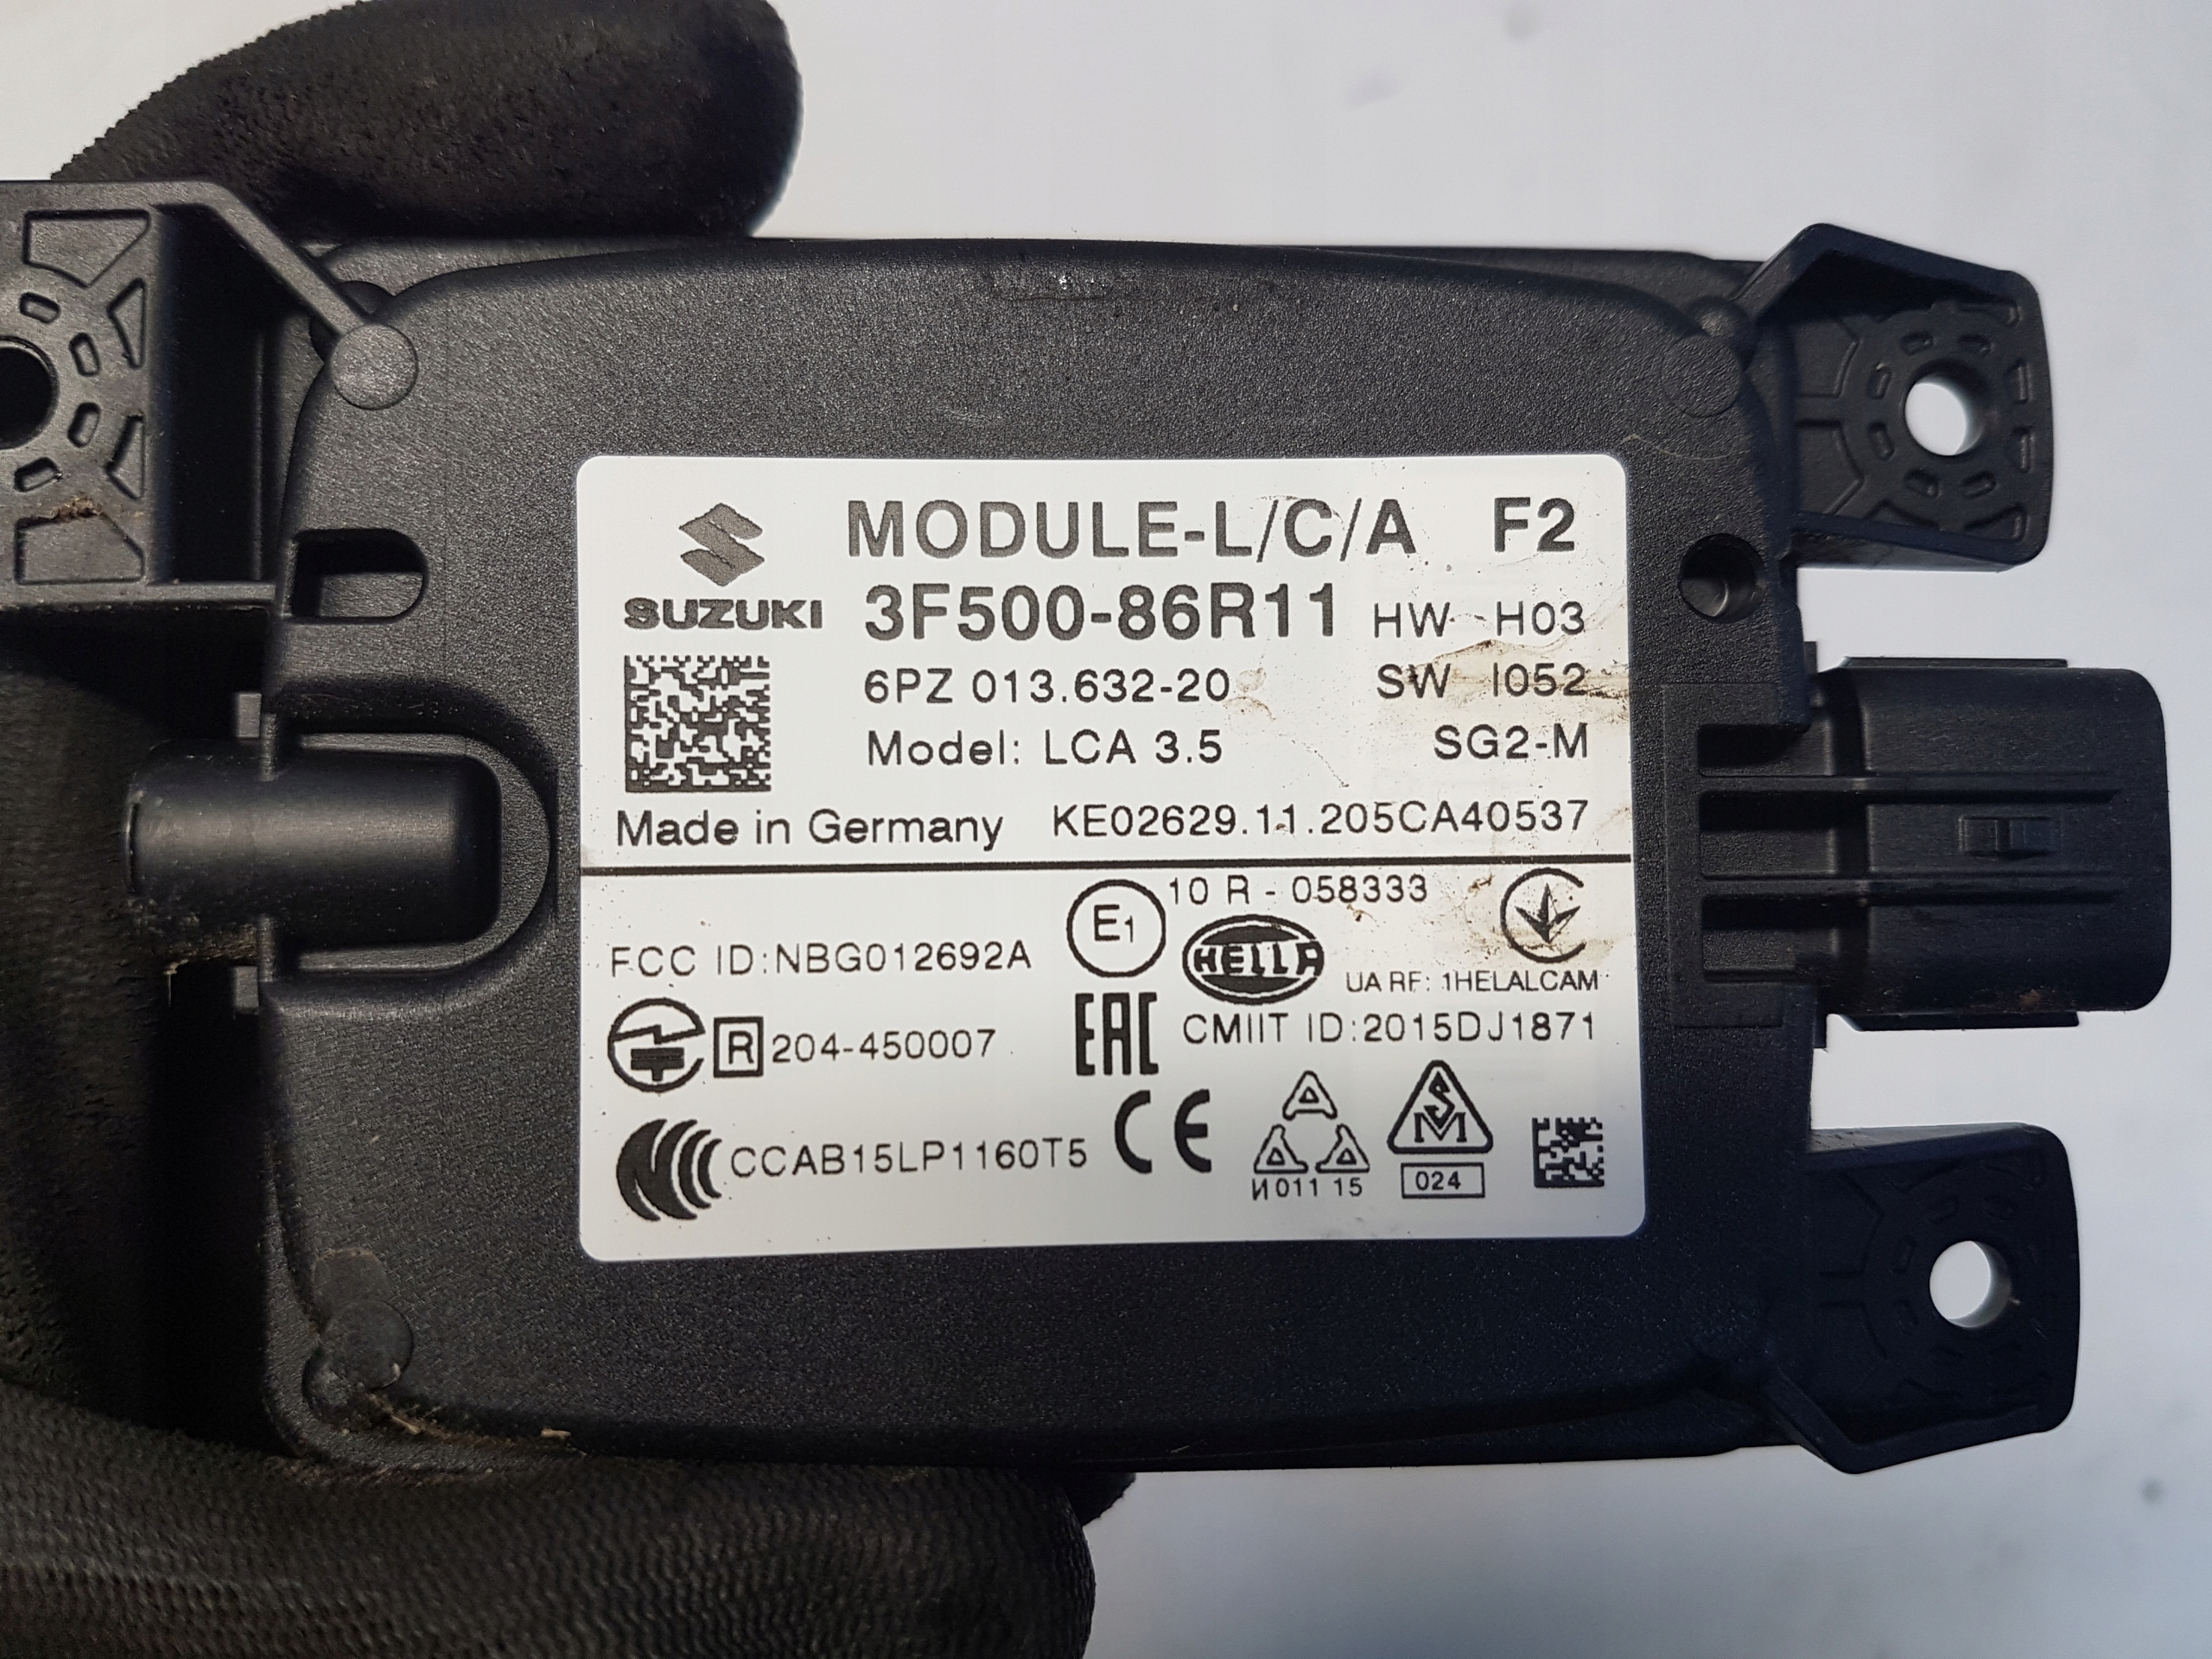 MODULE-L/C/A F2
SUZUKI 3F500-86R11 HW H03
6PZ 013.632-20 SW I052
Model: LCA 3.5 SG2-M
Made in Germany KE02629.11.205CA40537
E1 10 R - 058333
FCC ID:NBG012692A HELLA UA RF: 1HELALCAM
R 204-450007 EAC CMIIT ID:2015DJ1871
CCAB15LP1160T5 CE SM
И011 15 024